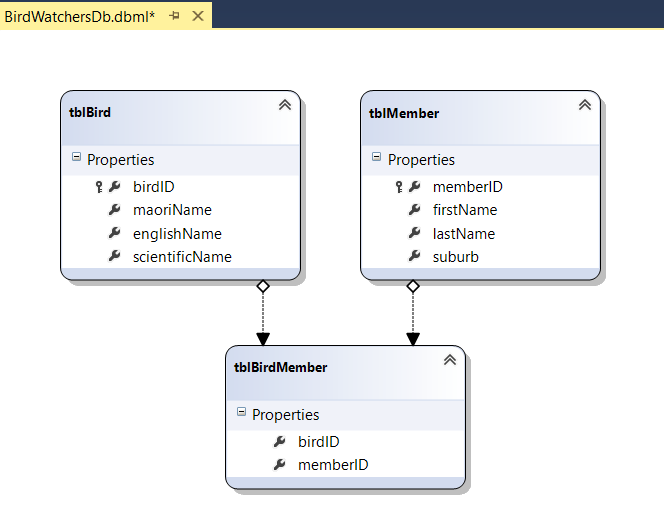 BirdWatchersDb.dbml*
tblBird
Properties
birdID
maoriName
englishName
scientificName
tblMember
Properties
memberID
firstName
lastName
suburb
tblBirdMember
Properties
birdID
memberID